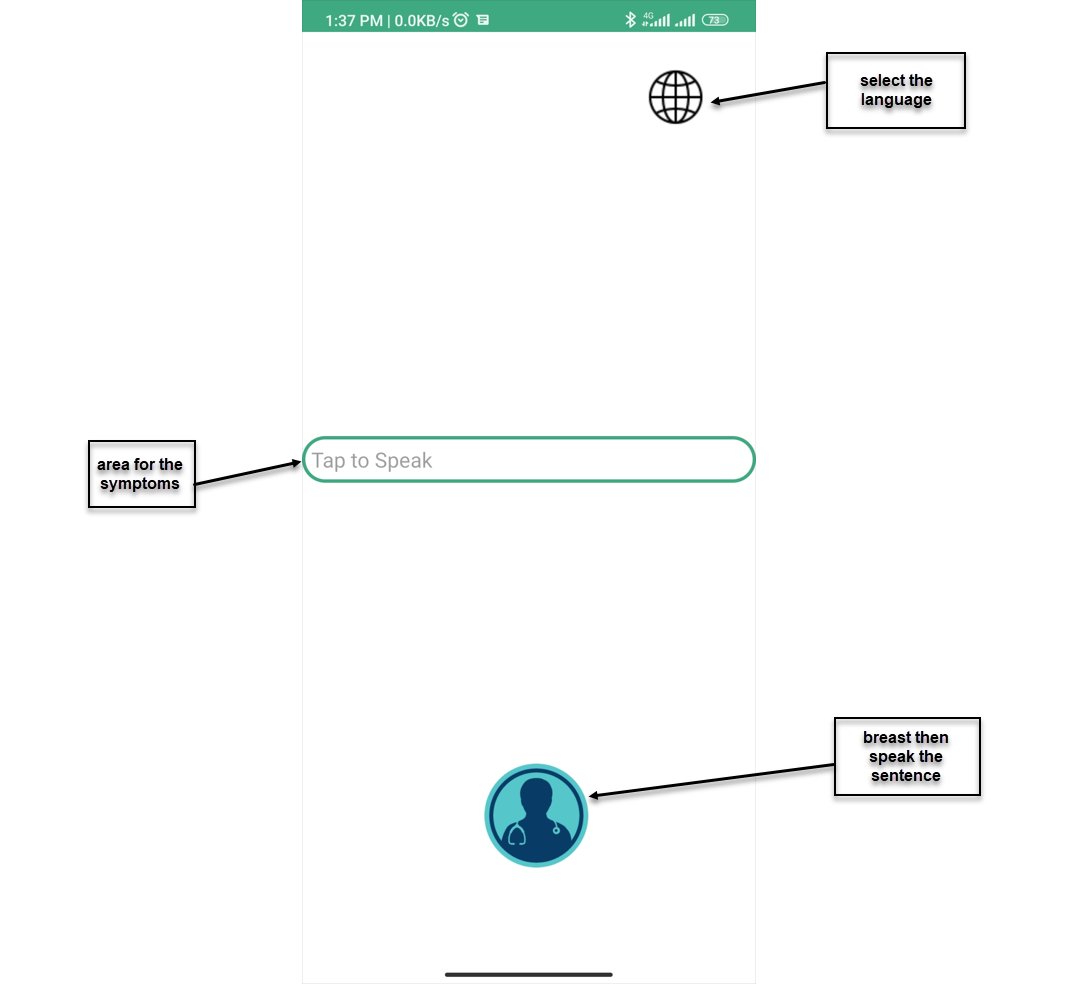 1:37 PM | 0.0KB/s
4G
73
select the
language
area for the
symptoms
Tap to Speak
breast then
speak the
sentence